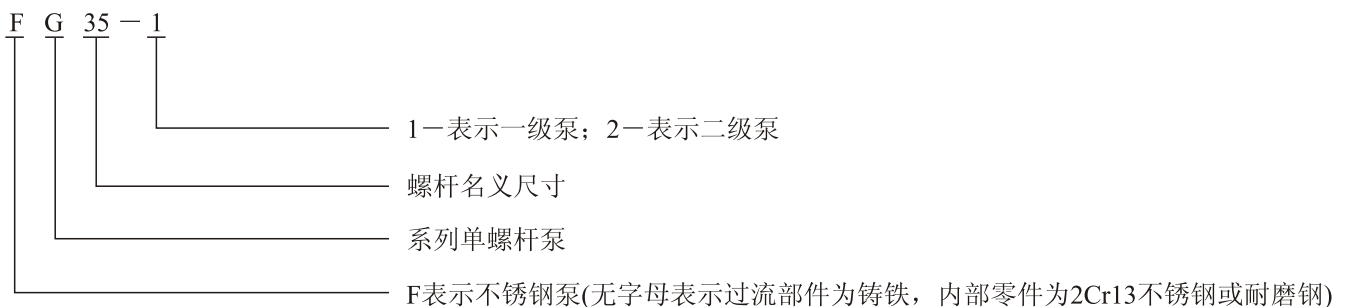 F G 35－1
1－表示一级泵；2－表示二级泵
螺杆名义尺寸
系列单螺杆泵
F表示不锈钢泵(无字母表示过流部件为铸铁，内部零件为2Cr13不锈钢或耐磨钢)